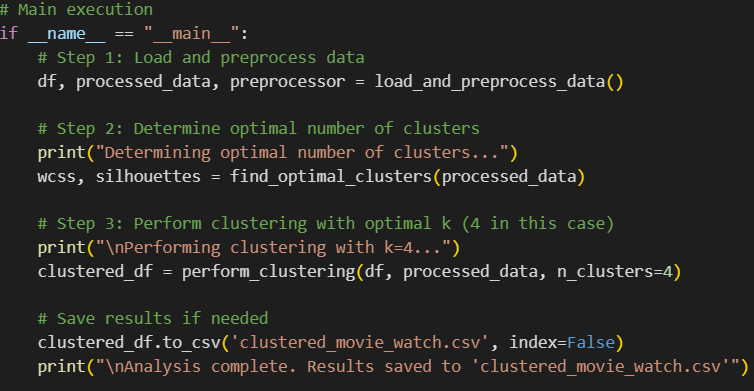 # Main execution
if __name__ == "__main__":
    # Step 1: Load and preprocess data
    df, processed_data, preprocessor = load_and_preprocess_data()

    # Step 2: Determine optimal number of clusters
    print("Determining optimal number of clusters...")
    wcss, silhouettes = find_optimal_clusters(processed_data)

    # Step 3: Perform clustering with optimal k (4 in this case)
    print("\nPerforming clustering with k=4...")
    clustered_df = perform_clustering(df, processed_data, n_clusters=4)

    # Save results if needed
    clustered_df.to_csv('clustered_movie_watch.csv', index=False)
    print("\nAnalysis complete. Results saved to 'clustered_movie_watch.csv'")